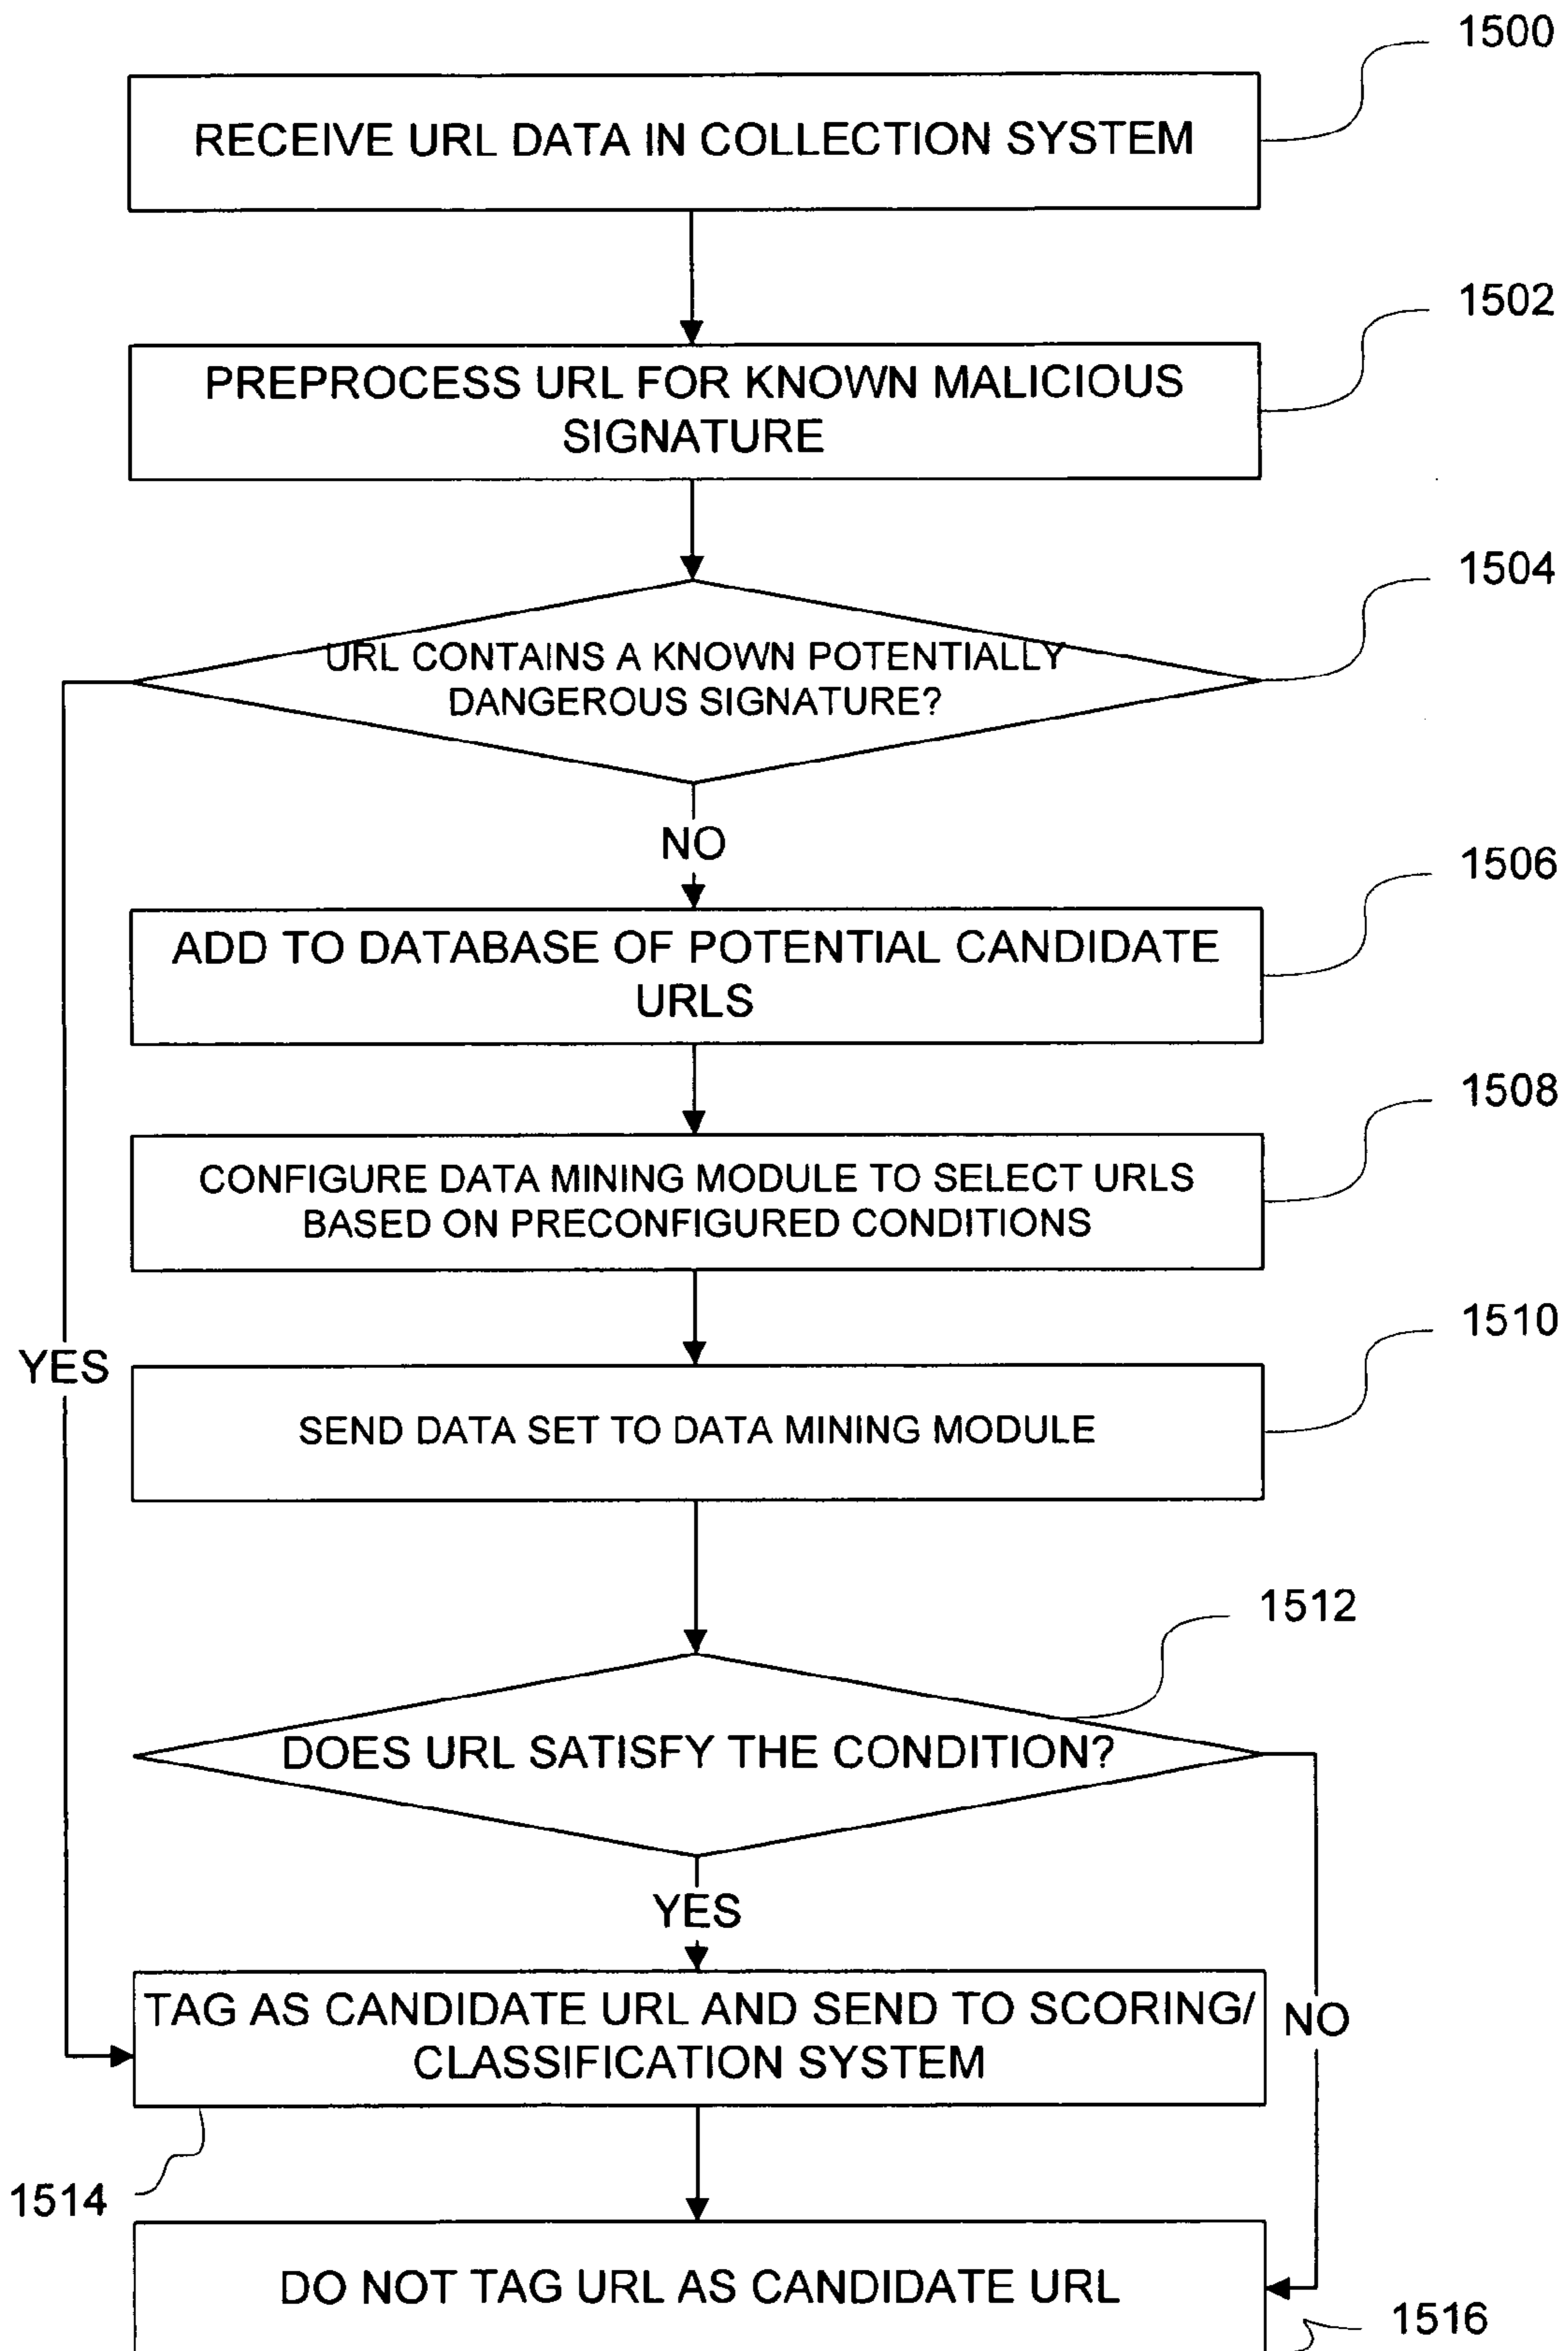 1500
RECEIVE URL DATA IN COLLECTION SYSTEM
1502
PREPROCESS URL FOR KNOWN MALICIOUS
SIGNATURE
1504
URL CONTAINS A KNOWN POTENTIALLY
DANGEROUS SIGNATURE?
NO
1506
ADD TO DATABASE OF POTENTIAL CANDIDATE
URLS
1508
CONFIGURE DATA MINING MODULE TO SELECT URLS
BASED ON PRECONFIGURED CONDITIONS
1510
YES
SEND DATA SET TO DATA MINING MODULE
1512
DOES URL SATISFY THE CONDITION?
YES
TAG AS CANDIDATE URL AND SEND TO SCORING/
CLASSIFICATION SYSTEM
NO
1514
DO NOT TAG URL AS CANDIDATE URL
1516